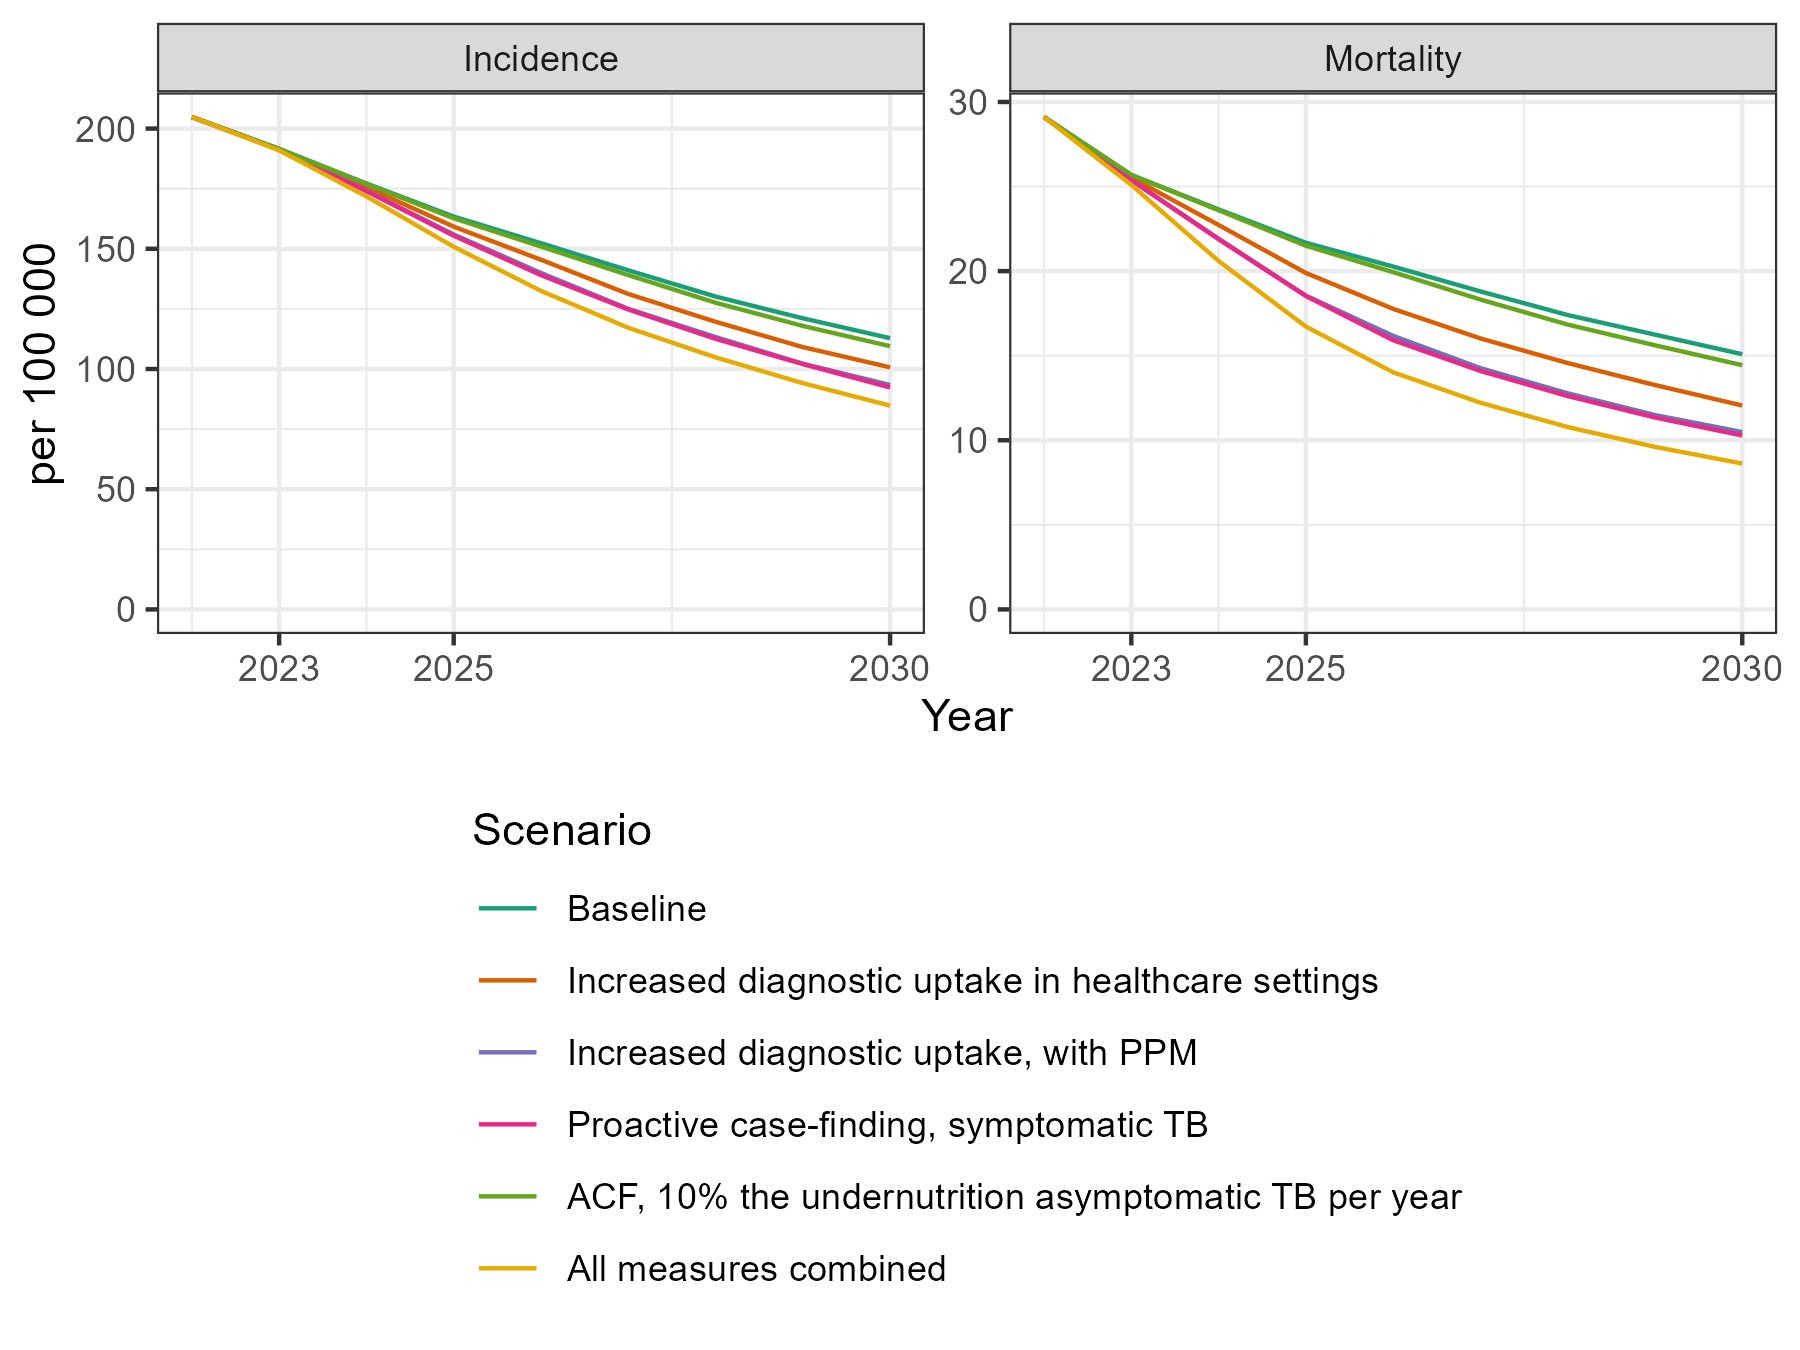 Incidence
Mortality
per 100 000
200
150
100
50
0
30
20
10
0
2023
2025
2030
2023
2025
2030
Year
Scenario
Baseline
Increased diagnostic uptake in healthcare settings
Increased diagnostic uptake, with PPM
Proactive case-finding, symptomatic TB
ACF, 10% the undernutrition asymptomatic TB per year
All measures combined